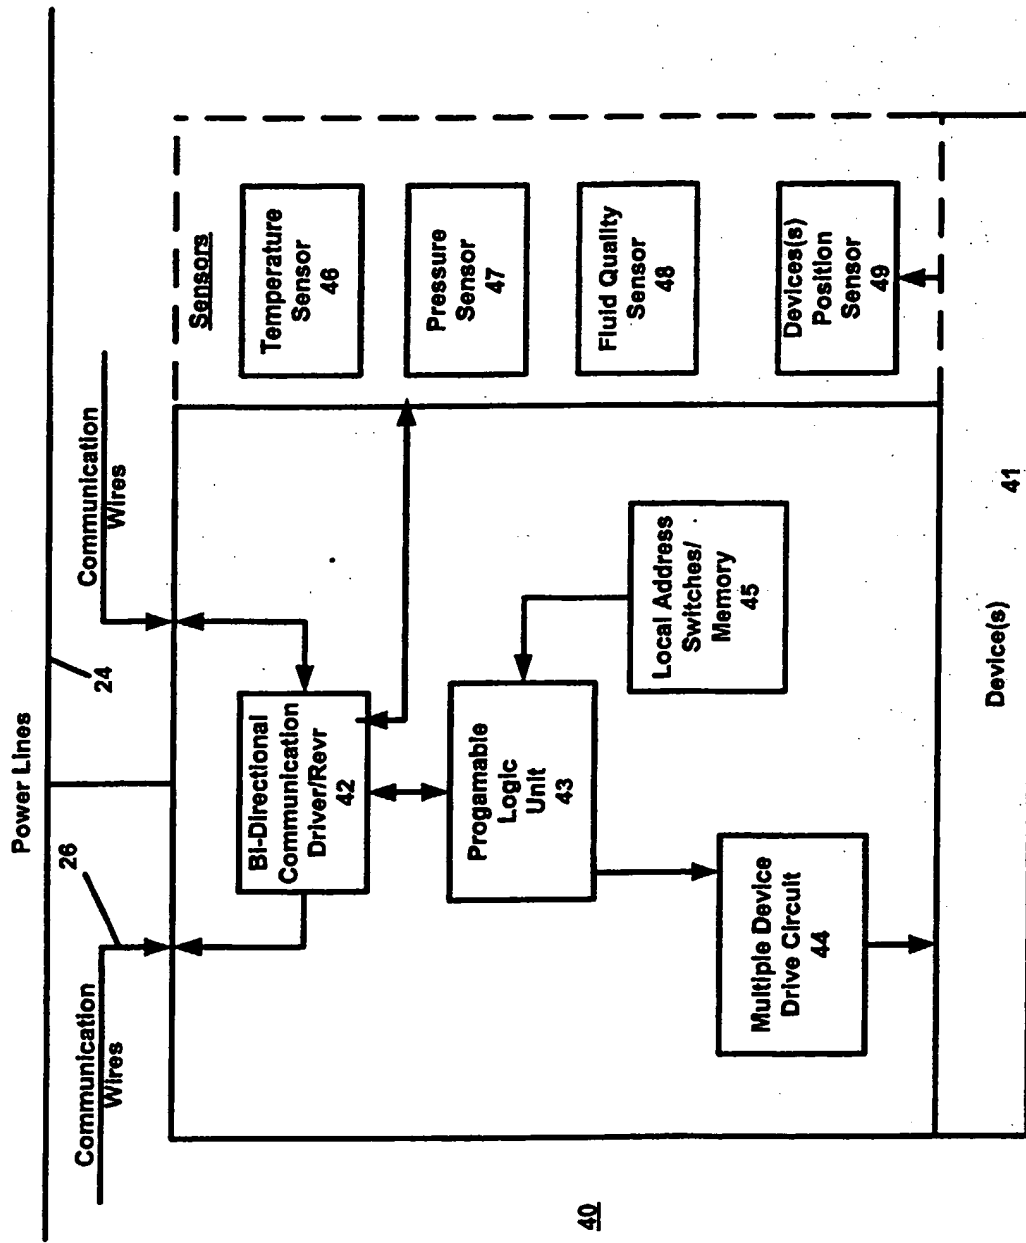 Power Lines
24
26
Communication
Wires
Communication
Wires
Sensors
Bi-Directional
Communication
Driver/Revr
42
Temperature
Sensor
46
Progamable
Logic
Unit
43
Pressure
Sensor
47
Local Address
Switches/
Memory
45
Fluid Quality
Sensor
48
Multiple Device
Drive Circuit
44
Devices(s)
Position
Sensor
49
Device(s)
41
40